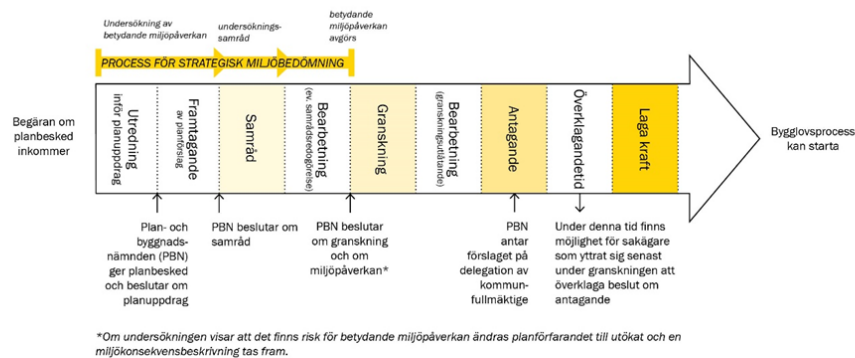 Undersökning av
betydande miljöpåverkan
undersöknings-
samråd
betydande
miljöpåverkan
avgörs
PROCESS FÖR STRATEGISK MILJÖBEDÖMNING
Begäran om
planbesked
inkommer
Utredning
inför planuppdrag
Framtagande
av planförslag
Samråd
Bearbetning
(ev. samrådsredogörelse)
Granskning
Bearbetning
(granskningsutlåtande)
Antagande
Överklagandetid
Laga kraft
Bygglovsprocess
kan starta
Plan- och
byggnads-
nämnden (PBN)
ger planbesked
och beslutar om
planuppdrag
PBN beslutar om
samråd
PBN beslutar
om granskning
och om
miljöpåverkan*
PBN
antar
förslaget på
delegation av
kommun-
fullmäktige
Under denna tid finns
möjlighet för sakägare
som yttrat sig senast
under granskningen att
överklaga beslut om
antagande
*Om undersökningen visar att det finns risk för betydande miljöpåverkan ändras planförfarandet till utökat och en
miljökonsekvensbeskrivning tas fram.